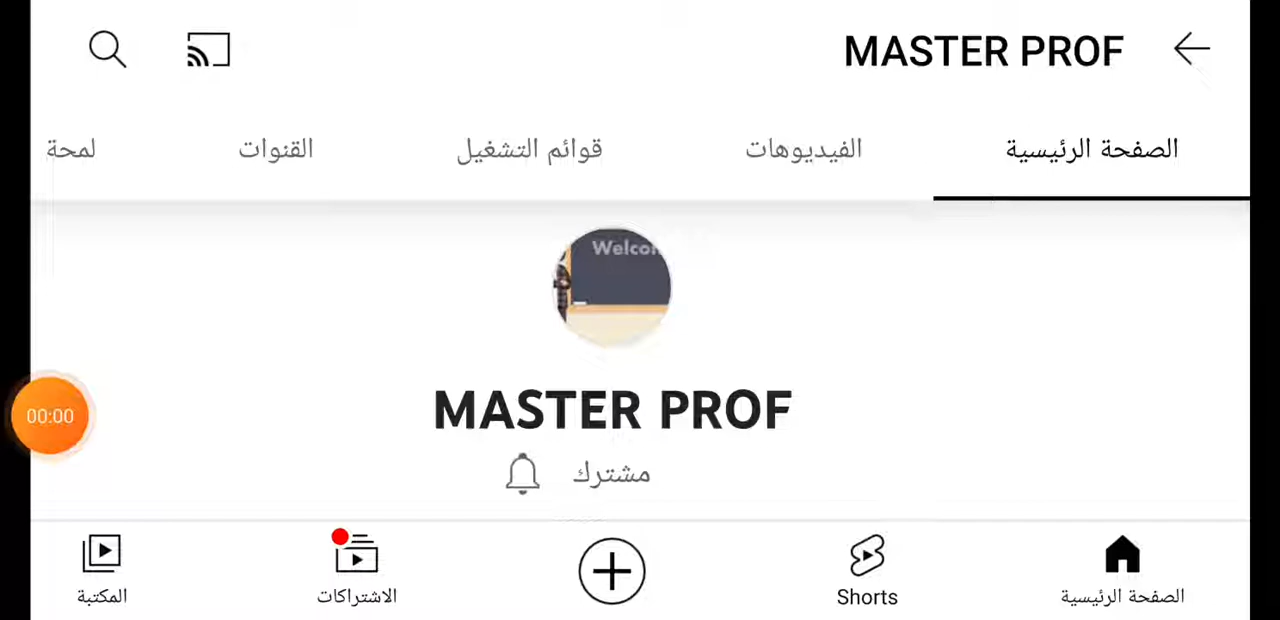 MASTER PROF
الصفحة الرئيسية
الفيديوهات
قوائم التشغيل
القنوات
لمحة
Welcom
MASTER PROF
مشترك
00:00
الصفحة الرئيسية
Shorts
الاشتراكات
المكتبة